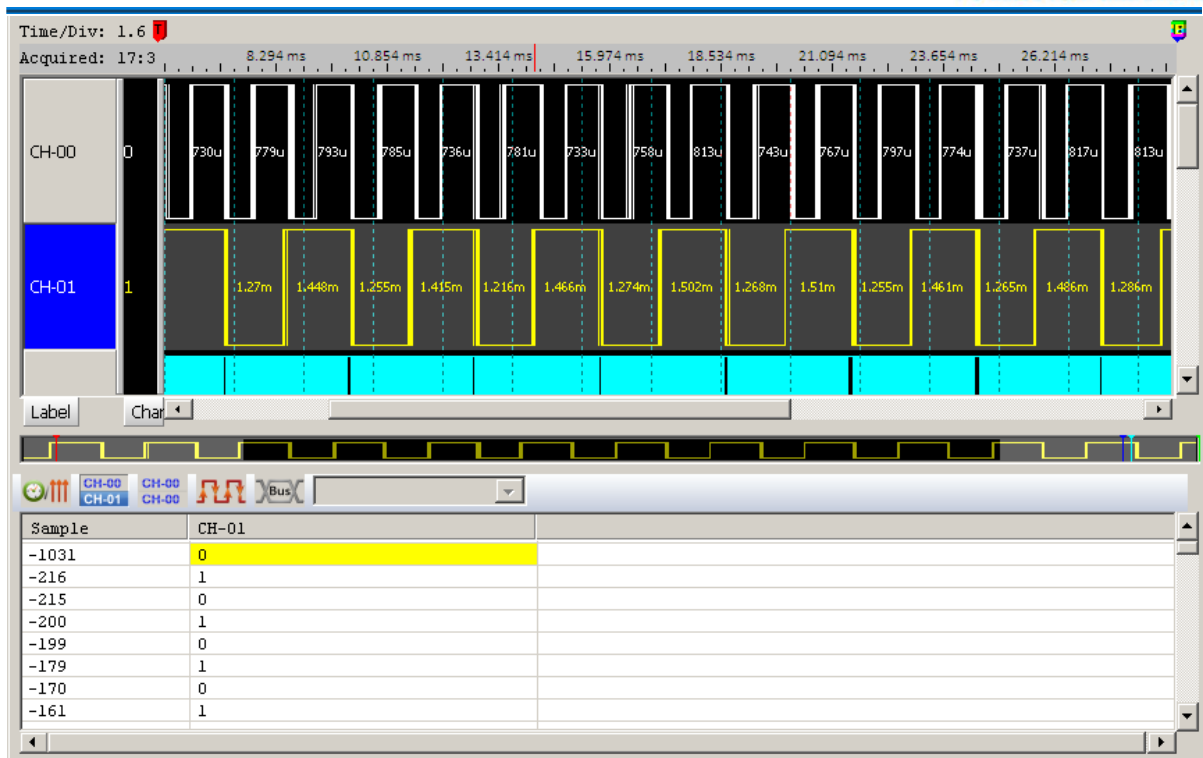 Time/Div: 1.6 T B
Acquired: 17:3 8.294 ms 10.854 ms 13.414 ms 15.974 ms 18.534 ms 21.094 ms 23.654 ms 26.214 ms
CH-00 0 730u 779u 793u 785u 736u 781u 733u 758u 813u 743u 767u 797u 774u 737u 817u 813u
CH-01 1 1.27m 1.448m 1.255m 1.415m 1.216m 1.466m 1.274m 1.502m 1.268m 1.51m 1.255m 1.461m 1.265m 1.486m 1.286m
Label Char
CH-00 CH-00
CH-01 CH-00 Bus
Sample CH-01
-1031 0
-216 1
-215 0
-200 1
-199 0
-179 1
-170 0
-161 1